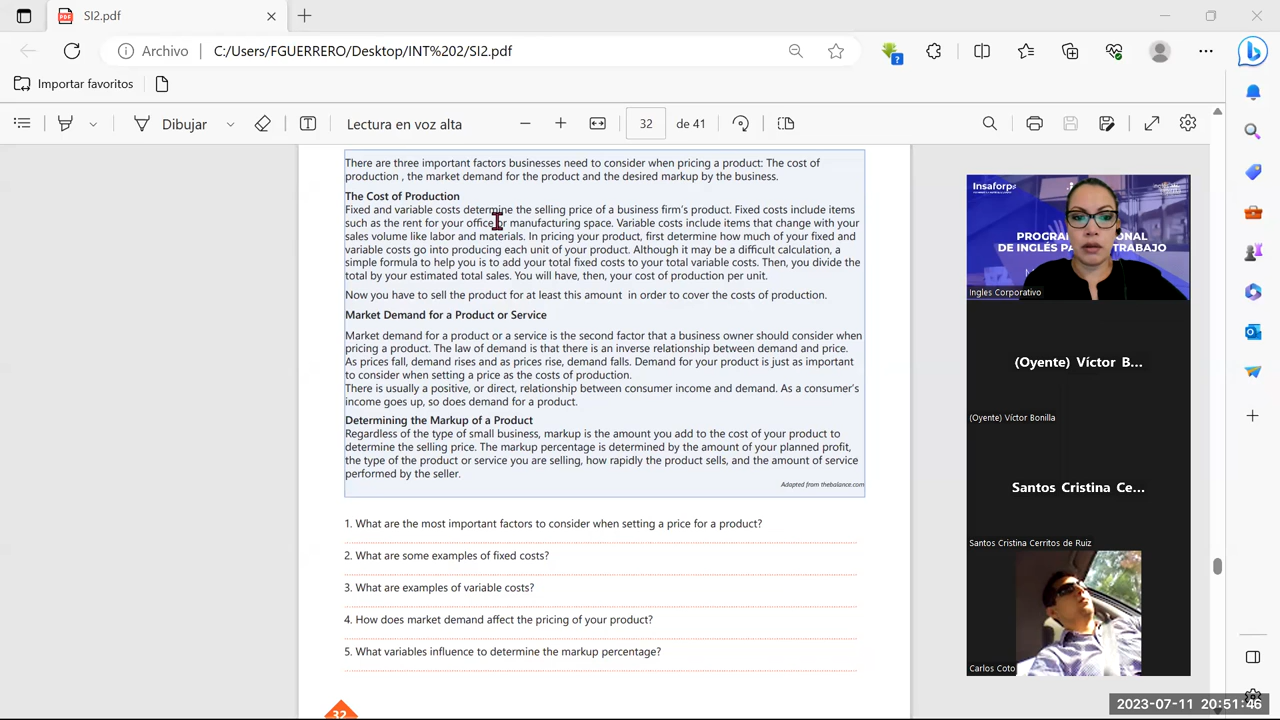 SI2.pdf
Archivo
C:/Users/FGUERRERO/Desktop/INT%202/SI2.pdf
Importar favoritos
Dibujar
Lectura en voz alta
32
de 41
There are three important factors businesses need to consider when pricing a product: The cost of
production , the market demand for the product and the desired markup by the business.
The Cost of Production
Fixed and variable costs determine the selling price of a business firm's product. Fixed costs include items
such as the rent for your office or manufacturing space. Variable costs include items that change with your
sales volume like labor and materials. In pricing your product, first determine how much of your fixed and
variable costs go into producing each unit of your product. Although it may be a difficult calculation, a
simple formula to help you is to add your total fixed costs to your total variable costs. Then, you divide the
total by your estimated total sales. You will have, then, your cost of production per unit.
Now you have to sell the product for at least this amount in order to cover the costs of production.
Market Demand for a Product or Service
Market demand for a product or a service is the second factor that a business owner should consider when
pricing a product. The law of demand is that there is an inverse relationship between demand and price.
As prices fall, demand rises and as prices rise, demand falls. Demand for your product is just as important
to consider when setting a price as the costs of production.
There is usually a positive, or direct, relationship between consumer income and demand. As a consumer's
income goes up, so does demand for a product.
Determining the Markup of a Product
Regardless of the type of small business, markup is the amount you add to the cost of your product to
determine the selling price. The markup percentage is determined by the amount of your planned profit,
the type of the product or service you are selling, how rapidly the product sells, and the amount of service
performed by the seller.
Adapted from thebalance.com
1. What are the most important factors to consider when setting a price for a product?
2. What are some examples of fixed costs?
3. What are examples of variable costs?
4. How does market demand affect the pricing of your product?
5. What variables influence to determine the markup percentage?
32
Insaforp
DE INGLÉS PA
TRABAJO
Ingles Corporativo
(Oyente) Víctor B...
(Oyente) Víctor Bonilla
Santos Cristina Ce...
Santos Cristina Cerritos de Ruiz
Carlos Coto
2023-07-11 20:51:46